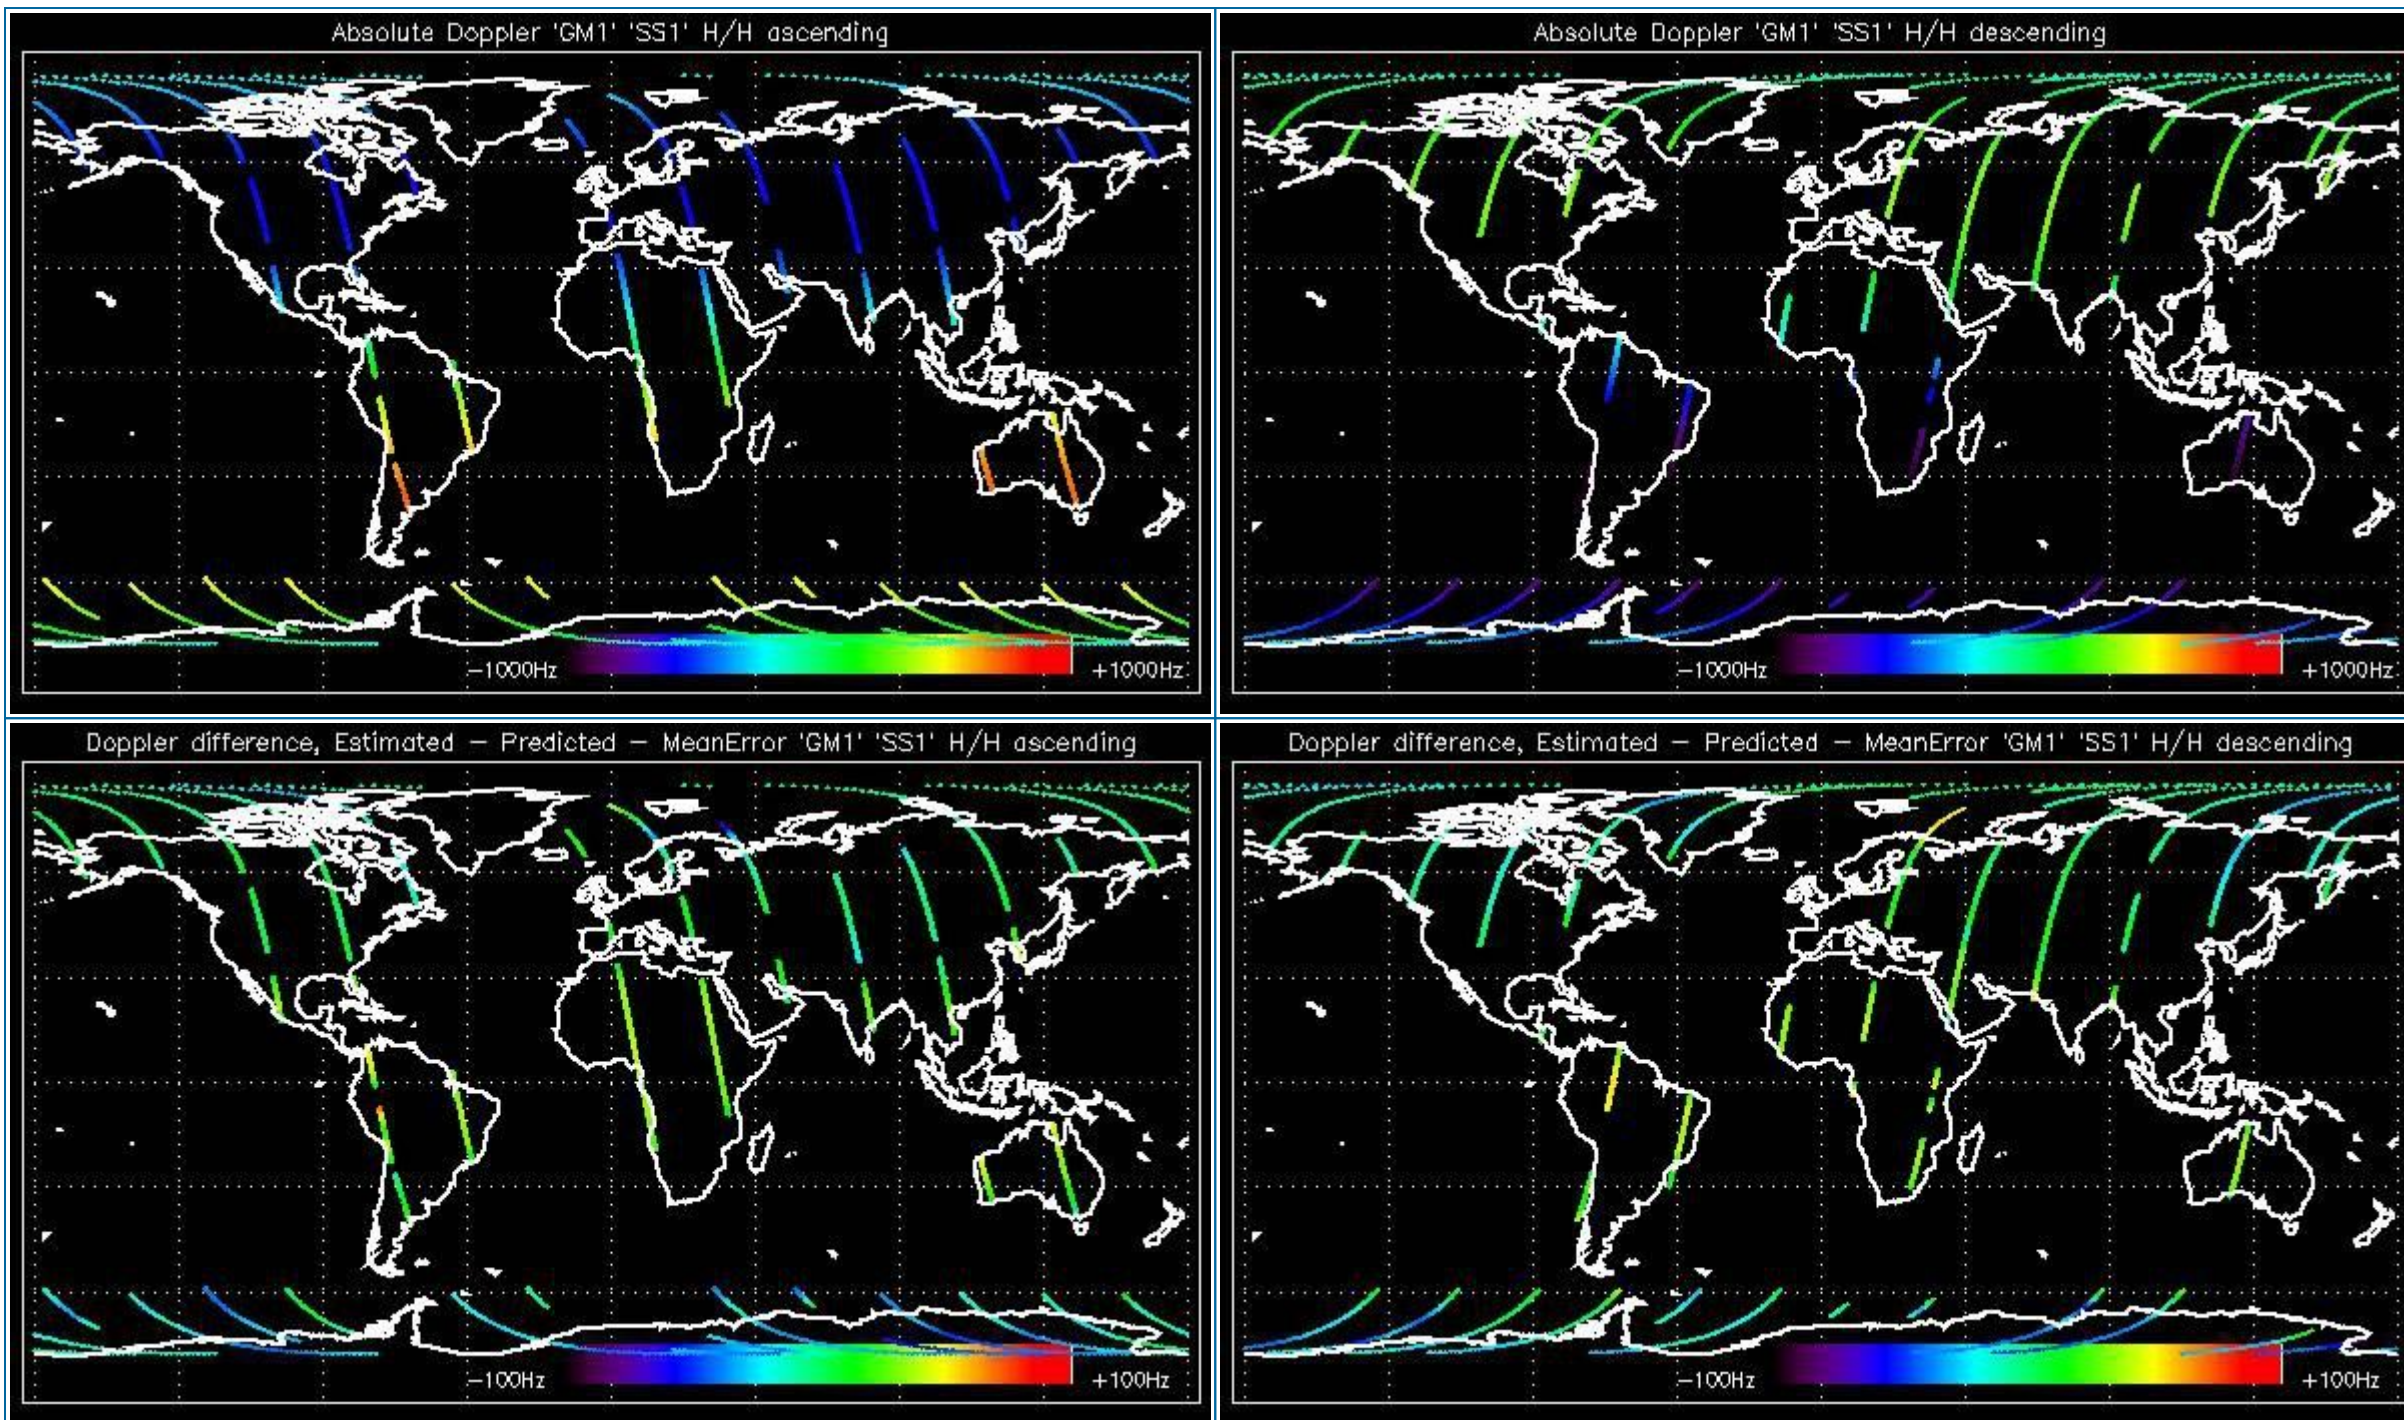 Absolute Doppler 'GM1' 'SS1' H/H ascending
-1000Hz
+1000Hz
Absolute Doppler 'GM1' 'SS1' H/H descending
-1000Hz
+1000Hz
Doppler difference, Estimated - Predicted - MeanError 'GM1' 'SS1' H/H ascending
-100Hz
+100Hz
Doppler difference, Estimated - Predicted - MeanError 'GM1' 'SS1' H/H descending
-100Hz
+100Hz